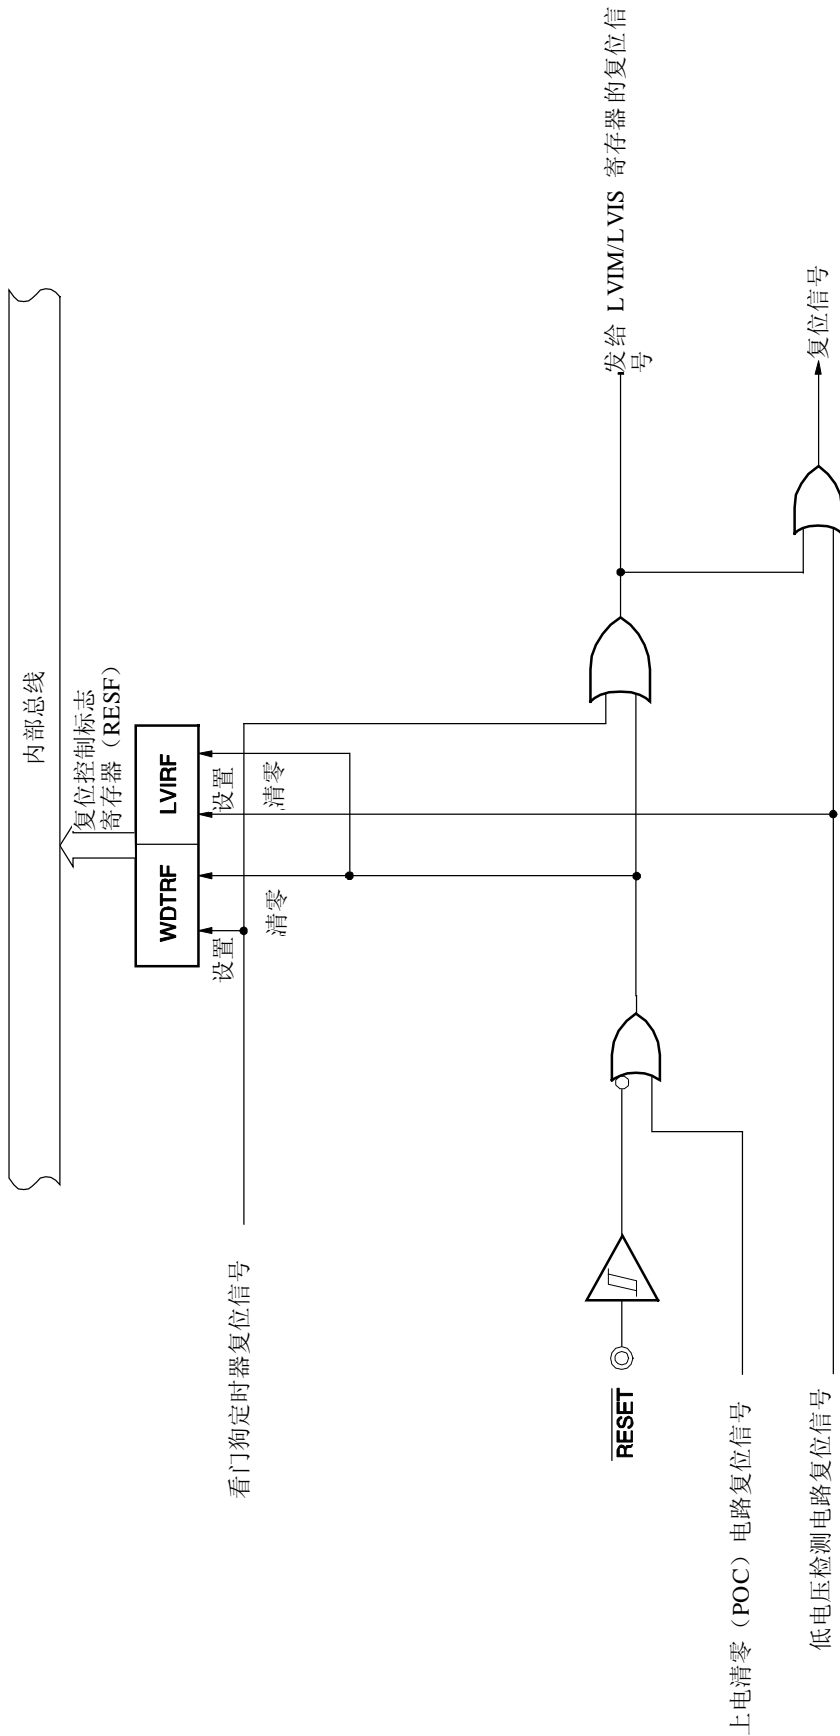 内部总线
复位控制标志
寄存器（RESF）
WDTRF
LVIRF
设置
清零
设置
清零
看门狗定时器复位信号
RESET
上电清零（POC）电路复位信号
低电压检测电路复位信号
发给 LVIM/LVIS 寄存器的复位信
号
复位信号